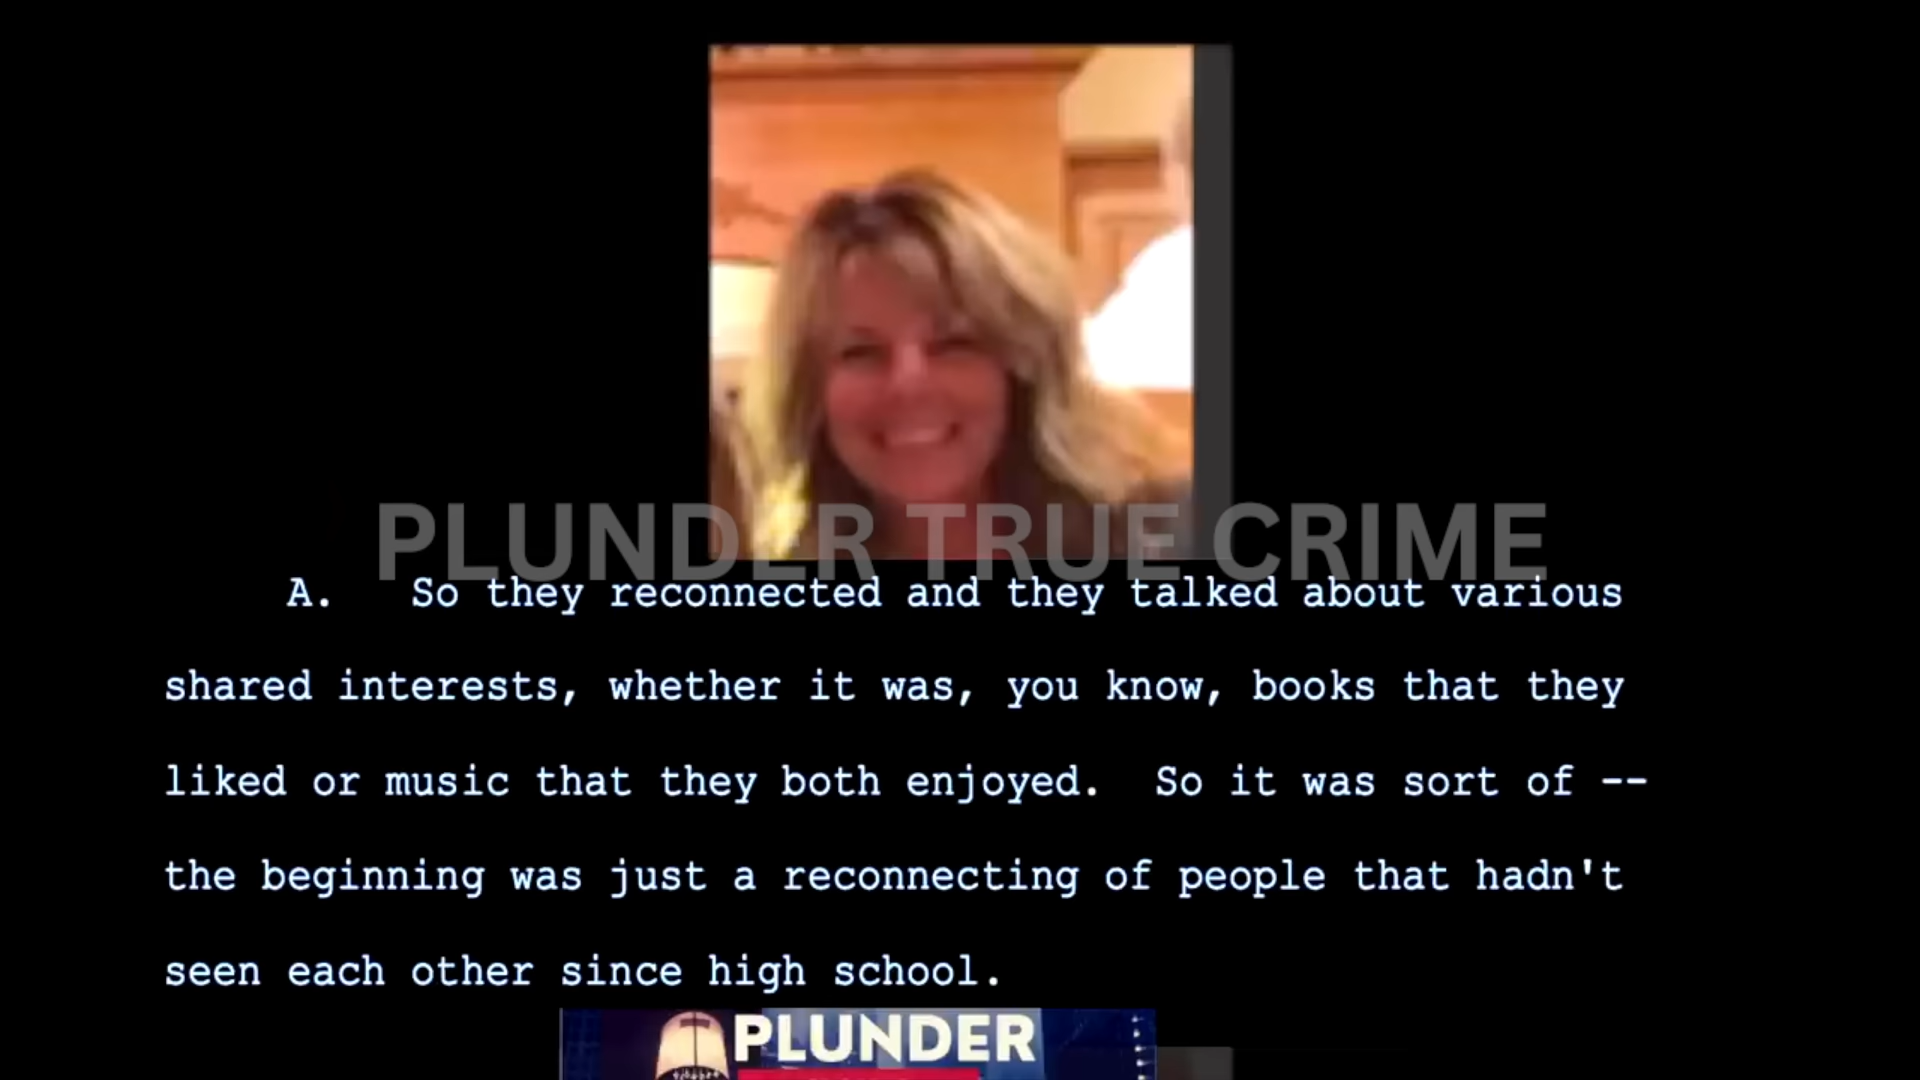 PLUNDER TRUE CRIME
A. So they reconnected and they talked about various
shared interests, whether it was, you know, books that they
liked or music that they both enjoyed. So it was sort of --
the beginning was just a reconnecting of people that hadn't
seen each other since high school.
PLUNDER